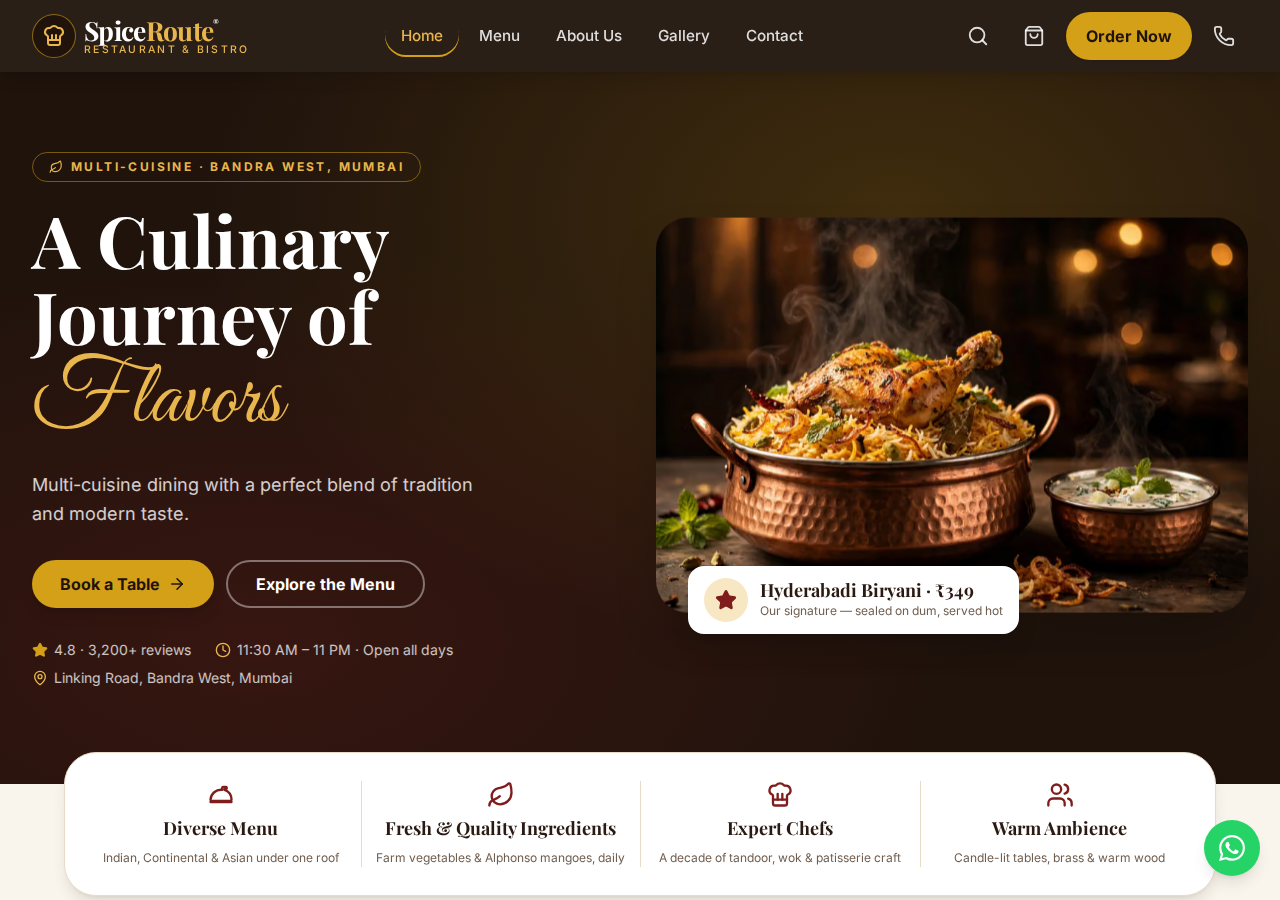 SpiceRoute®
RESTAURANT & BISTRO
Home
Menu
About Us
Gallery
Contact
Order Now
MULTI-CUISINE · BANDRA WEST, MUMBAI
A Culinary
Journey of
Flavors
Multi-cuisine dining with a perfect blend of tradition
and modern taste.
Book a Table
Explore the Menu
4.8 · 3,200+ reviews
11:30 AM – 11 PM · Open all days
Linking Road, Bandra West, Mumbai
Hyderabadi Biryani · ₹349
Our signature — sealed on dum, served hot
Diverse Menu
Indian, Continental & Asian under one roof
Fresh & Quality Ingredients
Farm vegetables & Alphonso mangoes, daily
Expert Chefs
A decade of tandoor, wok & patisserie craft
Warm Ambience
Candle-lit tables, brass & warm wood